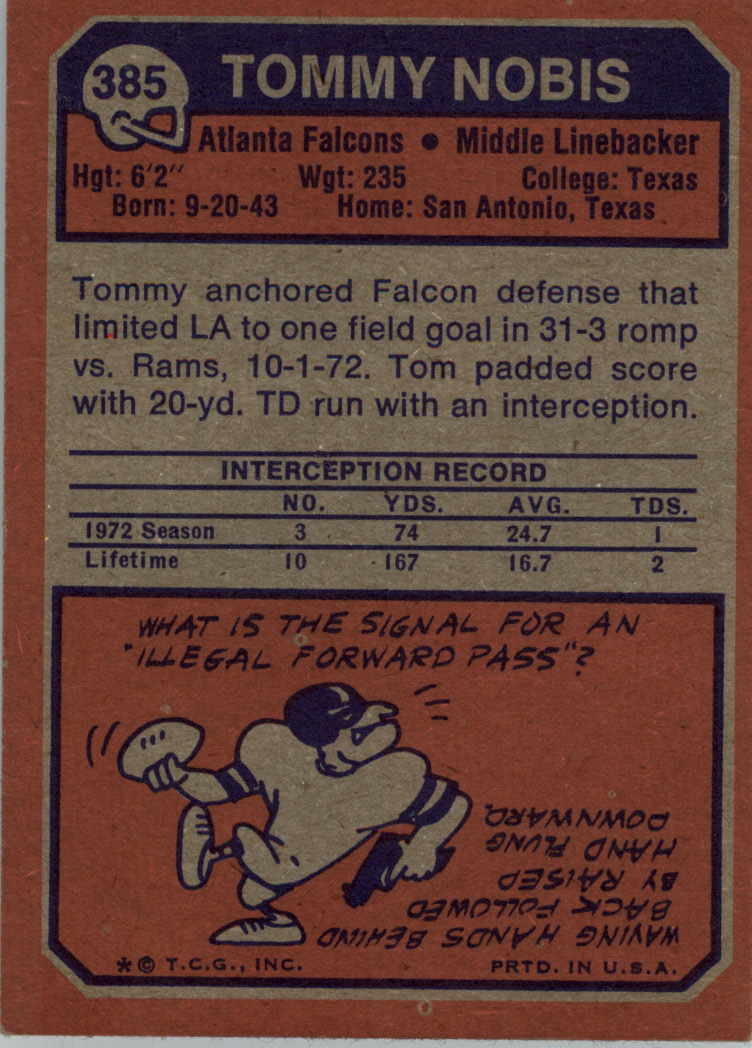 385
TOMMY NOBIS
Atlanta Falcons • Middle Linebacker
Hgt: 6'2" Wgt: 235 College: Texas
Born: 9-20-43 Home: San Antonio, Texas
Tommy anchored Falcon defense that
limited LA to one field goal in 31-3 romp
vs. Rams, 10-1-72. Tom padded score
with 20-yd. TD run with an interception.
INTERCEPTION RECORD
NO. YDS. AVG. TDS.
1972 Season 3 74 24.7 1
Lifetime 10 167 16.7 2
WHAT IS THE SIGNAL FOR AN
"ILLEGAL FORWARD PASS"?
WAVING HANDS BEHIND
BACK FOLLOWED
BY RAISED
HAND FLUNG
DOWNWARD.
*© T.C.G., INC. PRTD. IN U.S.A.